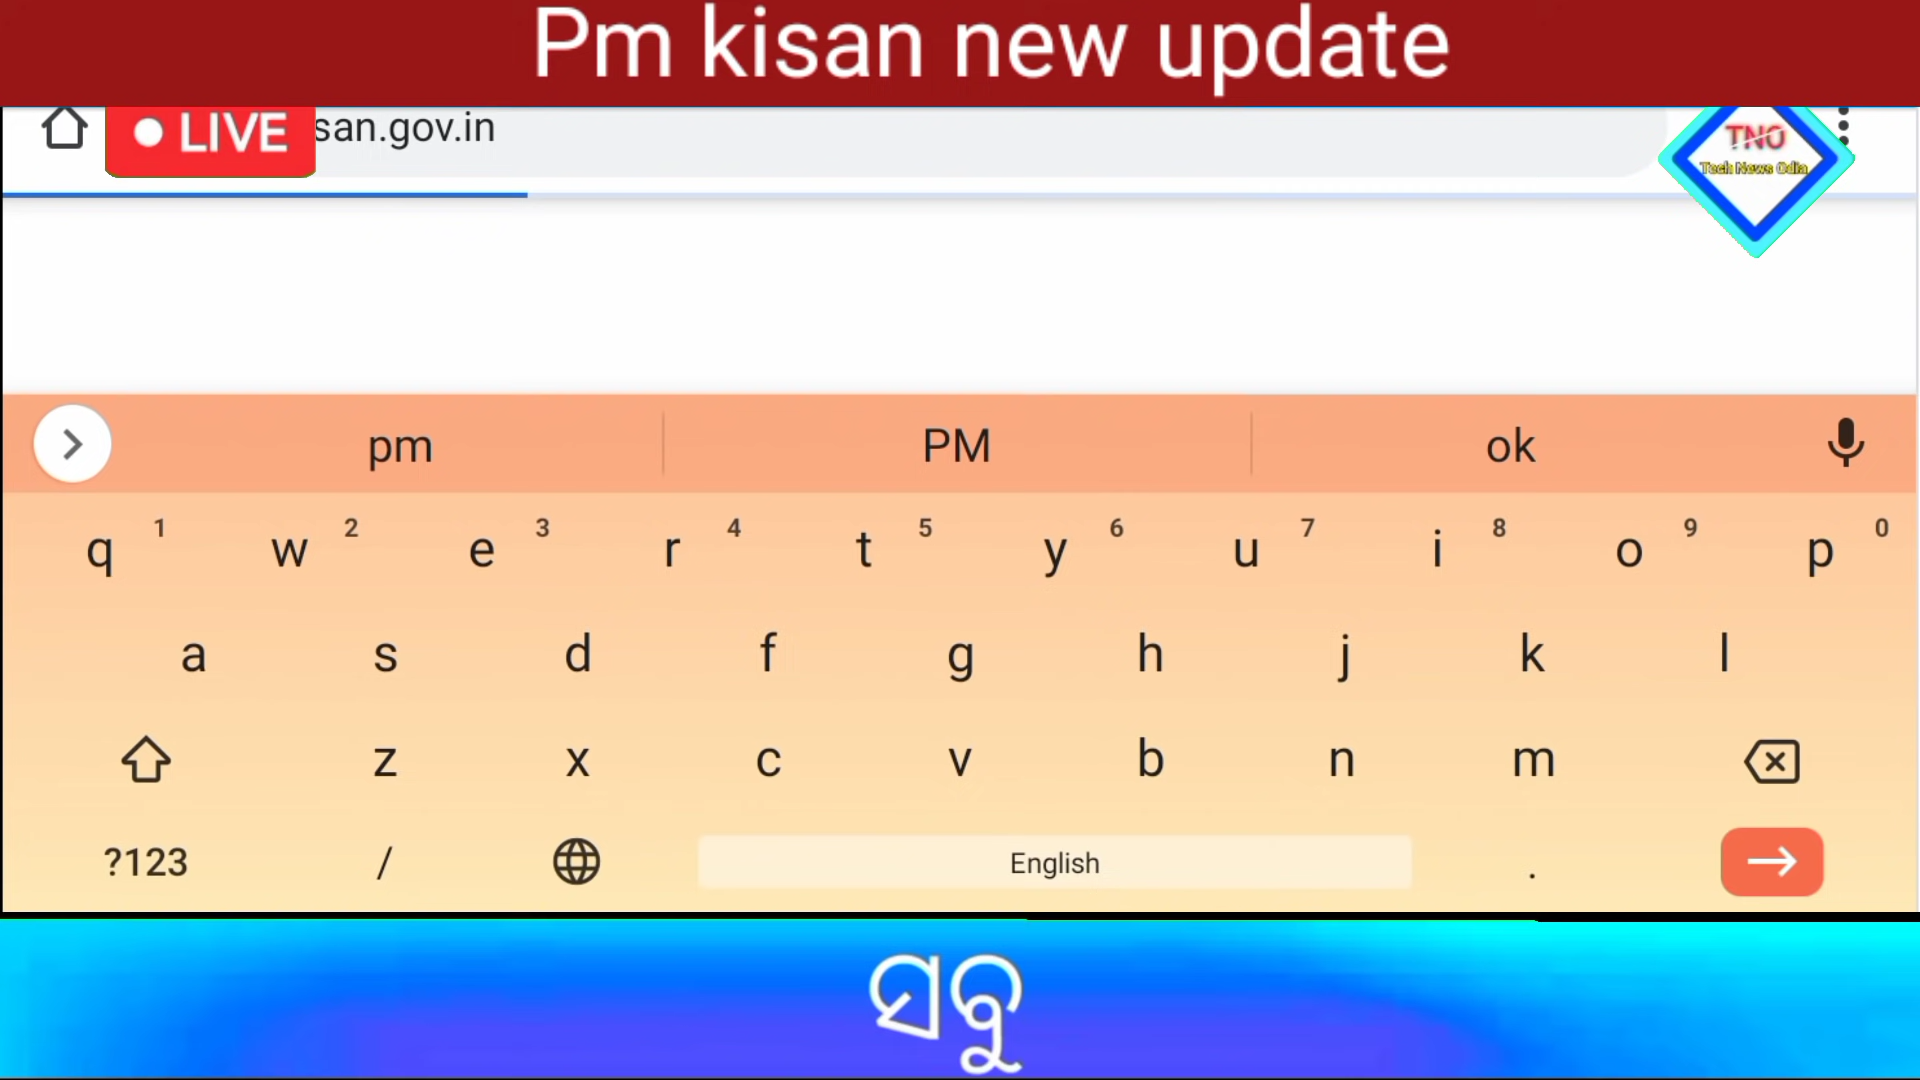 Pm kisan new update
LIVE san.gov.in
TNO
Tech News Odia
pm PM ok
q 1 w 2 e 3 r 4 t 5 y 6 u 7 i 8 o 9 p 0
a s d f g h j k l
z x c v b n m
?123 / English .
ସବୁ